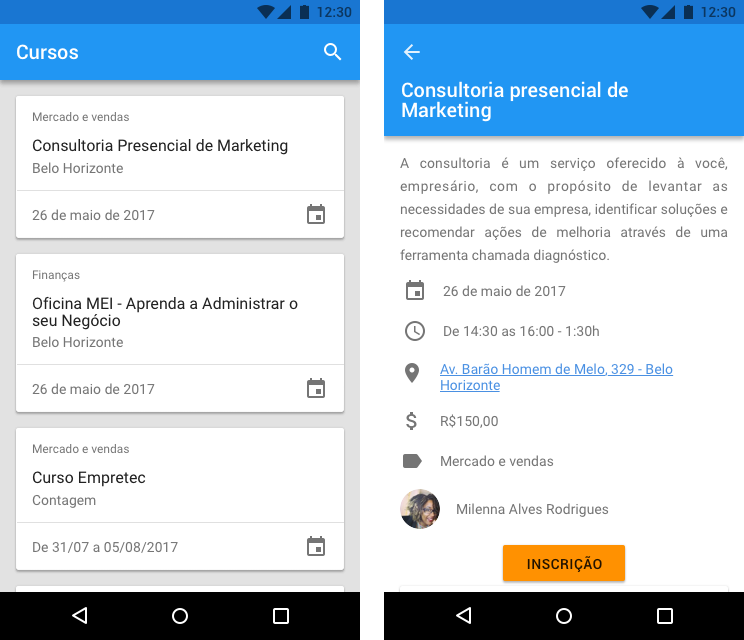 12:30
Cursos
Mercado e vendas
Consultoria Presencial de Marketing
Belo Horizonte
26 de maio de 2017
Finanças
Oficina MEI - Aprenda a Administrar o
seu Negócio
Belo Horizonte
26 de maio de 2017
Mercado e vendas
Curso Empretec
Contagem
De 31/07 a 05/08/2017
12:30
Consultoria presencial de
Marketing
A consultoria é um serviço oferecido à você,
empresário, com o propósito de levantar as
necessidades de sua empresa, identificar soluções e
recomendar ações de melhoria através de uma
ferramenta chamada diagnóstico.
26 de maio de 2017
De 14:30 as 16:00 - 1:30h
Av. Barão Homem de Melo, 329 - Belo
Horizonte
R$150,00
Mercado e vendas
Milenna Alves Rodrigues
INSCRIÇÃO